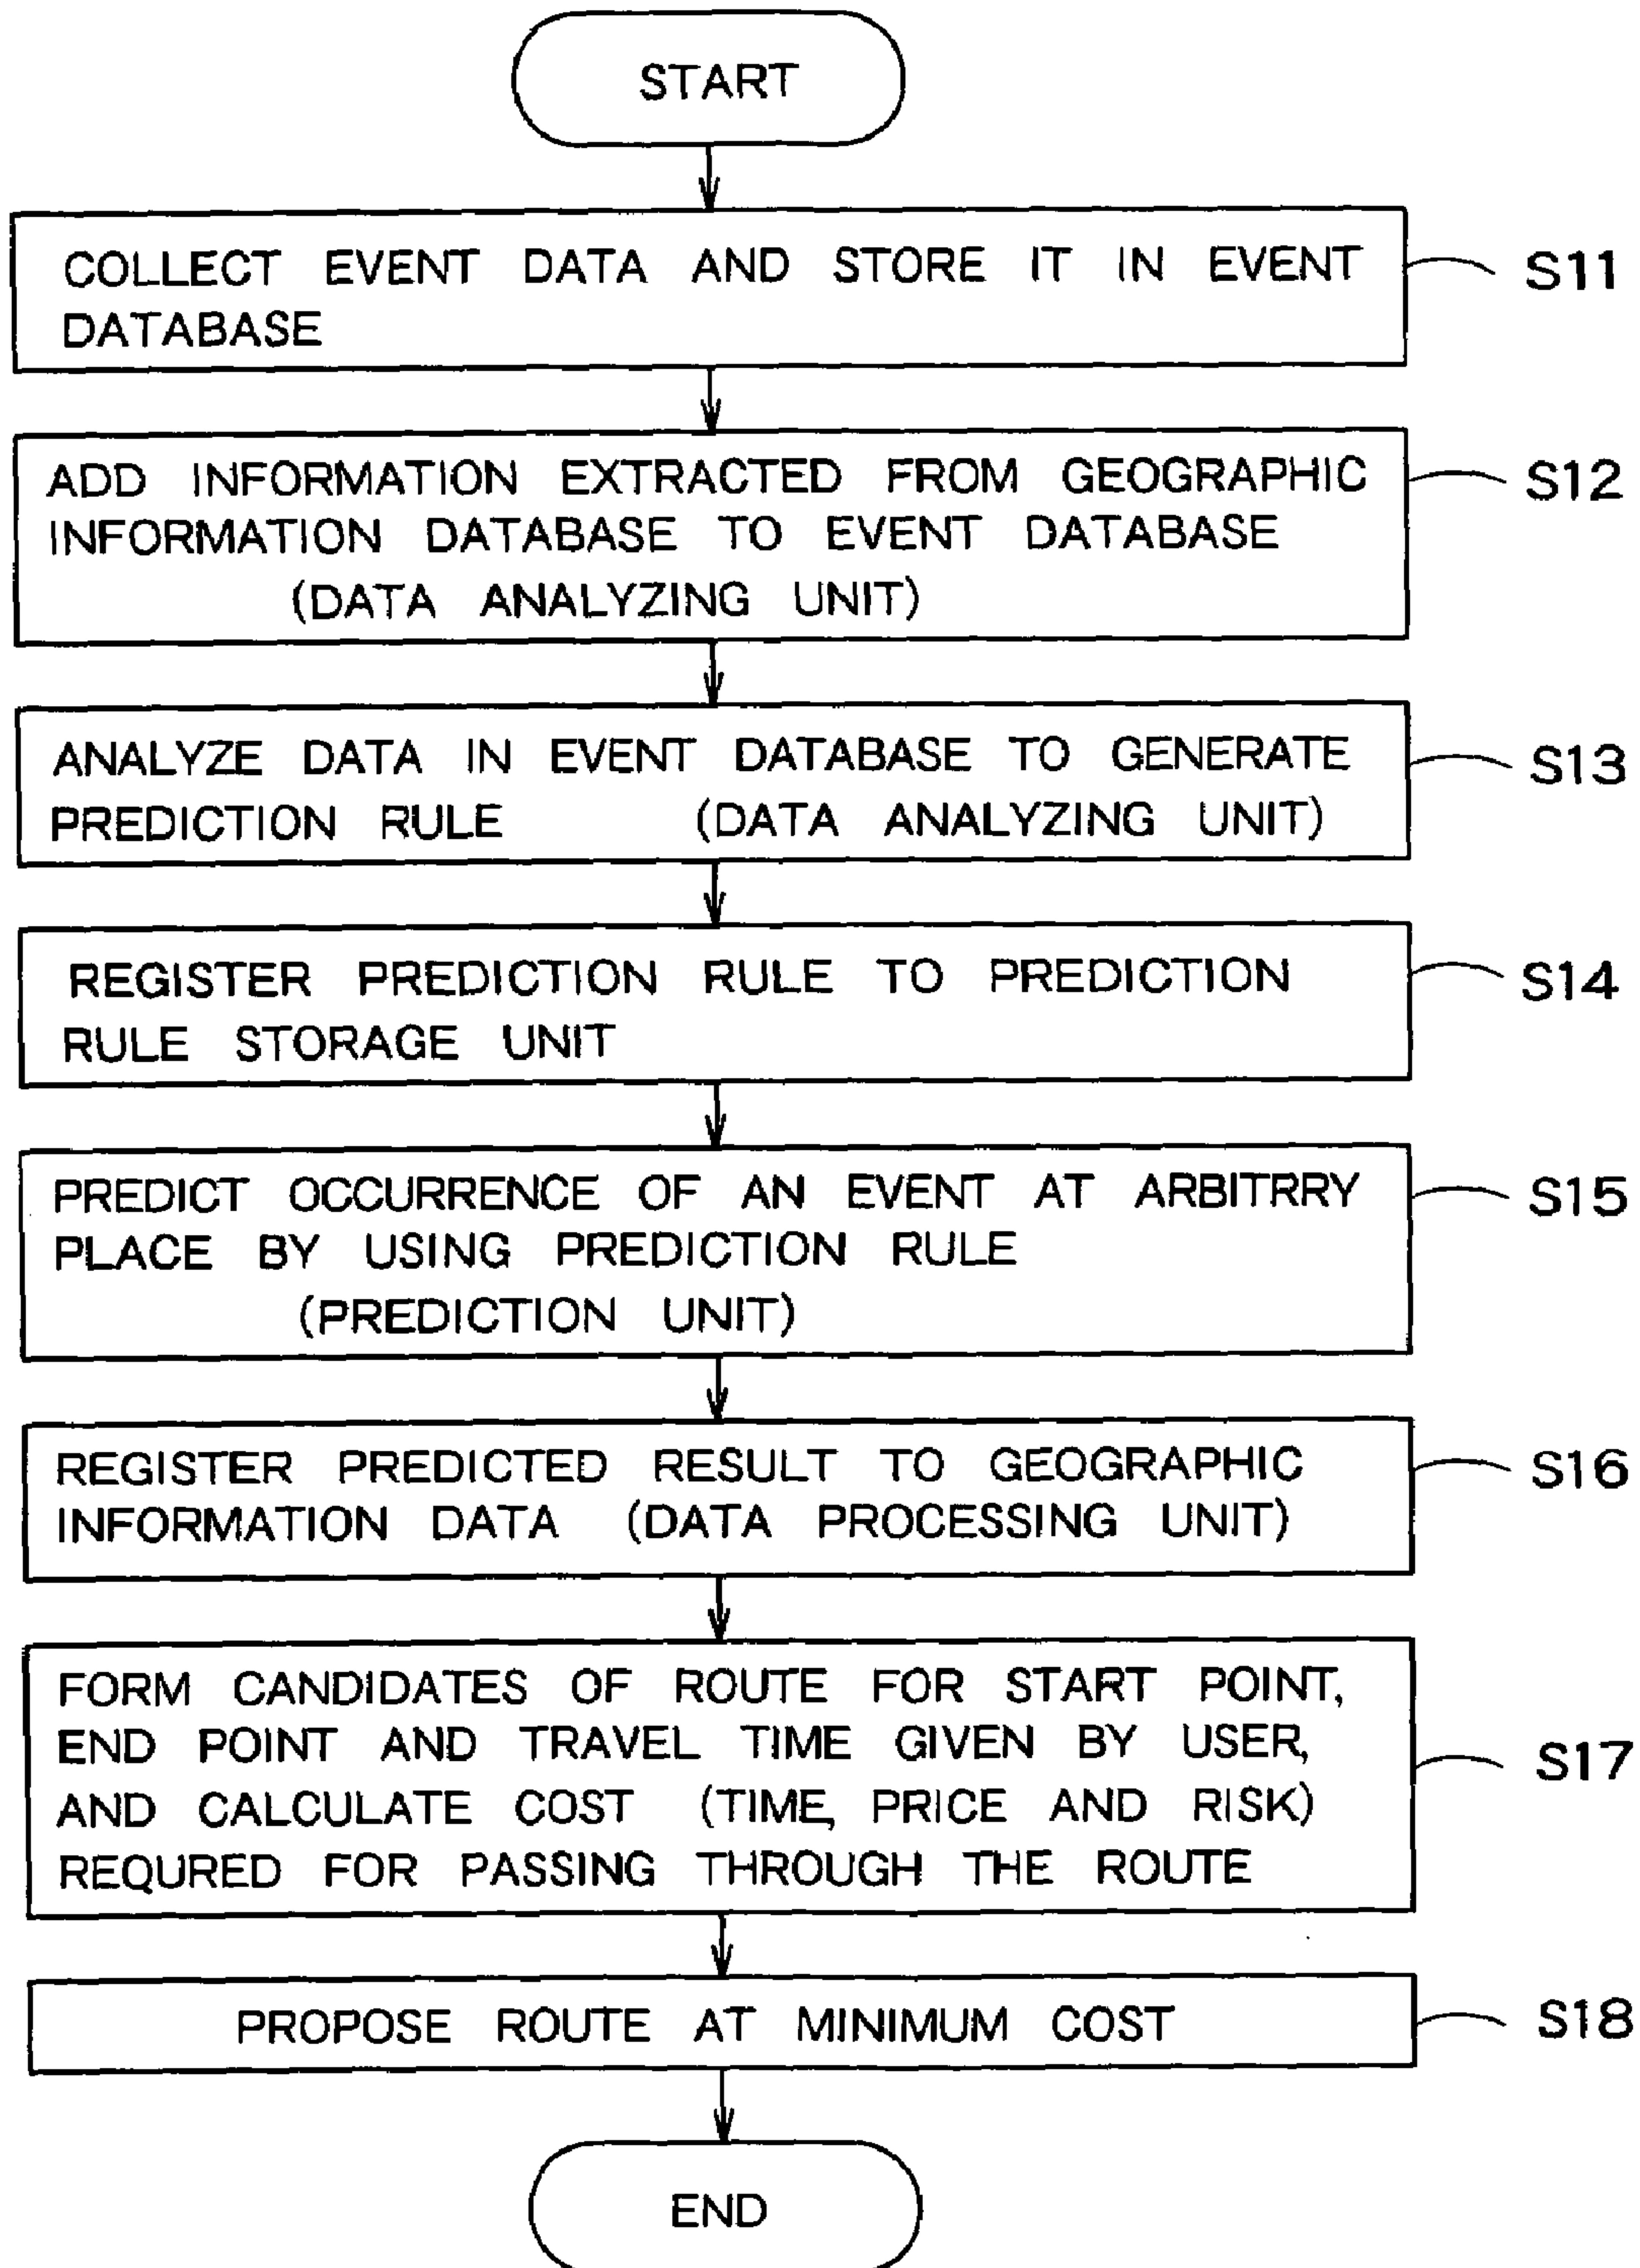 START
COLLECT EVENT DATA AND STORE IT IN EVENT
DATABASE
S11
ADD INFORMATION EXTRACTED FROM GEOGRAPHIC
INFORMATION DATABASE TO EVENT DATABASE
(DATA ANALYZING UNIT)
S12
ANALYZE DATA IN EVENT DATABASE TO GENERATE
PREDICTION RULE (DATA ANALYZING UNIT)
S13
REGISTER PREDICTION RULE TO PREDICTION
RULE STORAGE UNIT
S14
PREDICT OCCURRENCE OF AN EVENT AT ARBITRRY
PLACE BY USING PREDICTION RULE
(PREDICTION UNIT)
S15
REGISTER PREDICTED RESULT TO GEOGRAPHIC
INFORMATION DATA (DATA PROCESSING UNIT)
S16
FORM CANDIDATES OF ROUTE FOR START POINT,
END POINT AND TRAVEL TIME GIVEN BY USER,
AND CALCULATE COST (TIME, PRICE AND RISK)
REQURED FOR PASSING THROUGH THE ROUTE
S17
PROPOSE ROUTE AT MINIMUM COST
S18
END